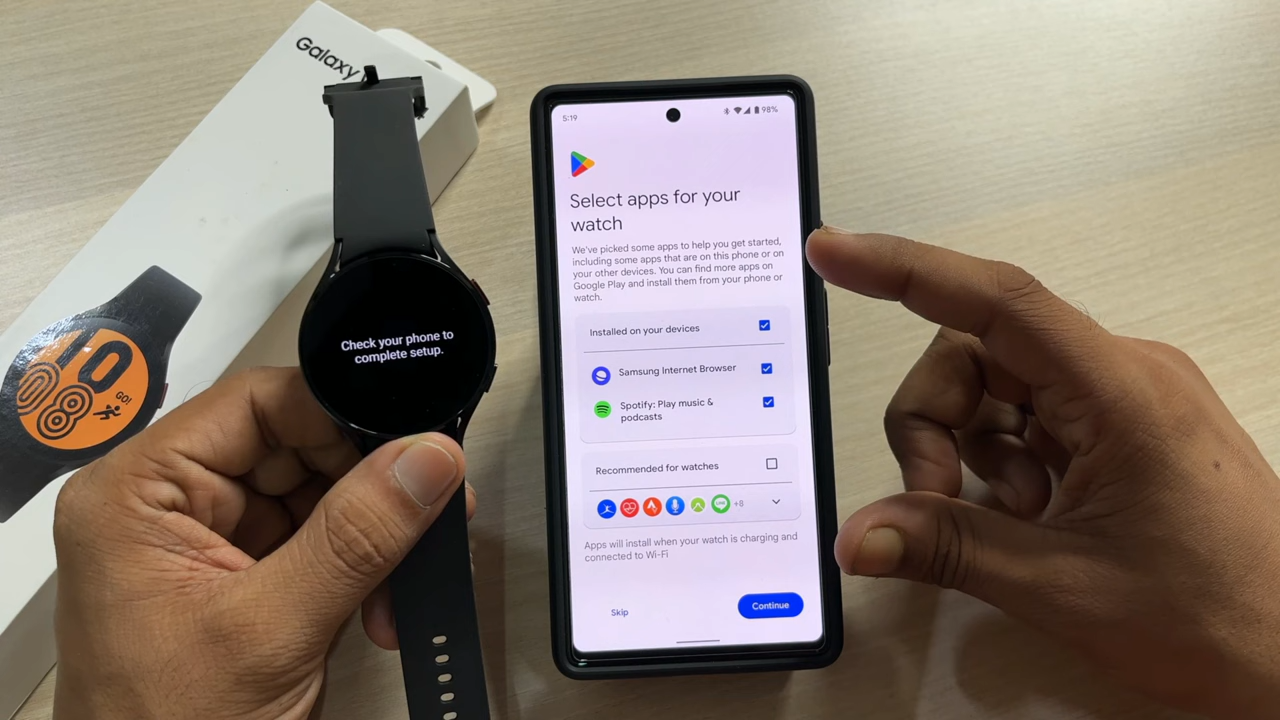 Galaxy
10
08
GO!
Check your phone to
complete setup.
5:19
98%
Select apps for your
watch
We've picked some apps to help you get started,
including some apps that are on this phone or on
your other devices. You can find more apps on
Google Play and install them from your phone or
watch.
Installed on your devices
Samsung Internet Browser
Spotify: Play music &
podcasts
Recommended for watches
LINE
+8
Apps will install when your watch is charging and
connected to Wi-Fi
Skip
Continue